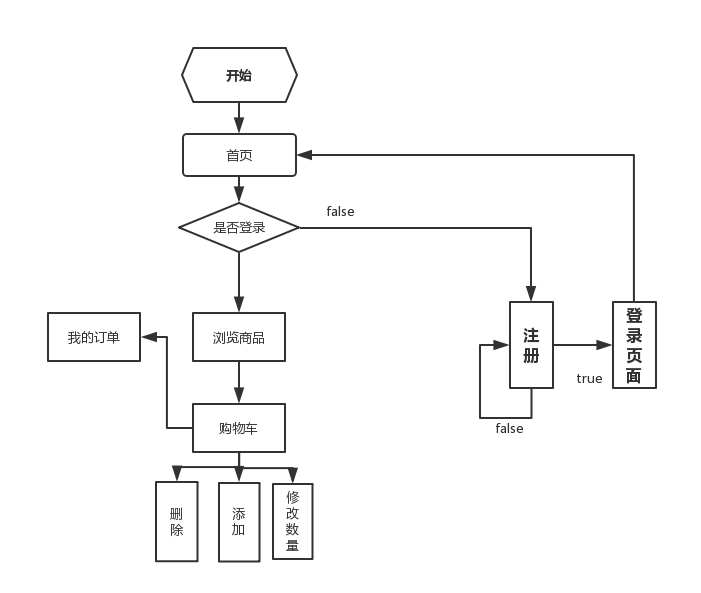 开始
首页
是否登录
false
我的订单
浏览商品
注册
登录页面
true
购物车
false
删除
添加
修改数量